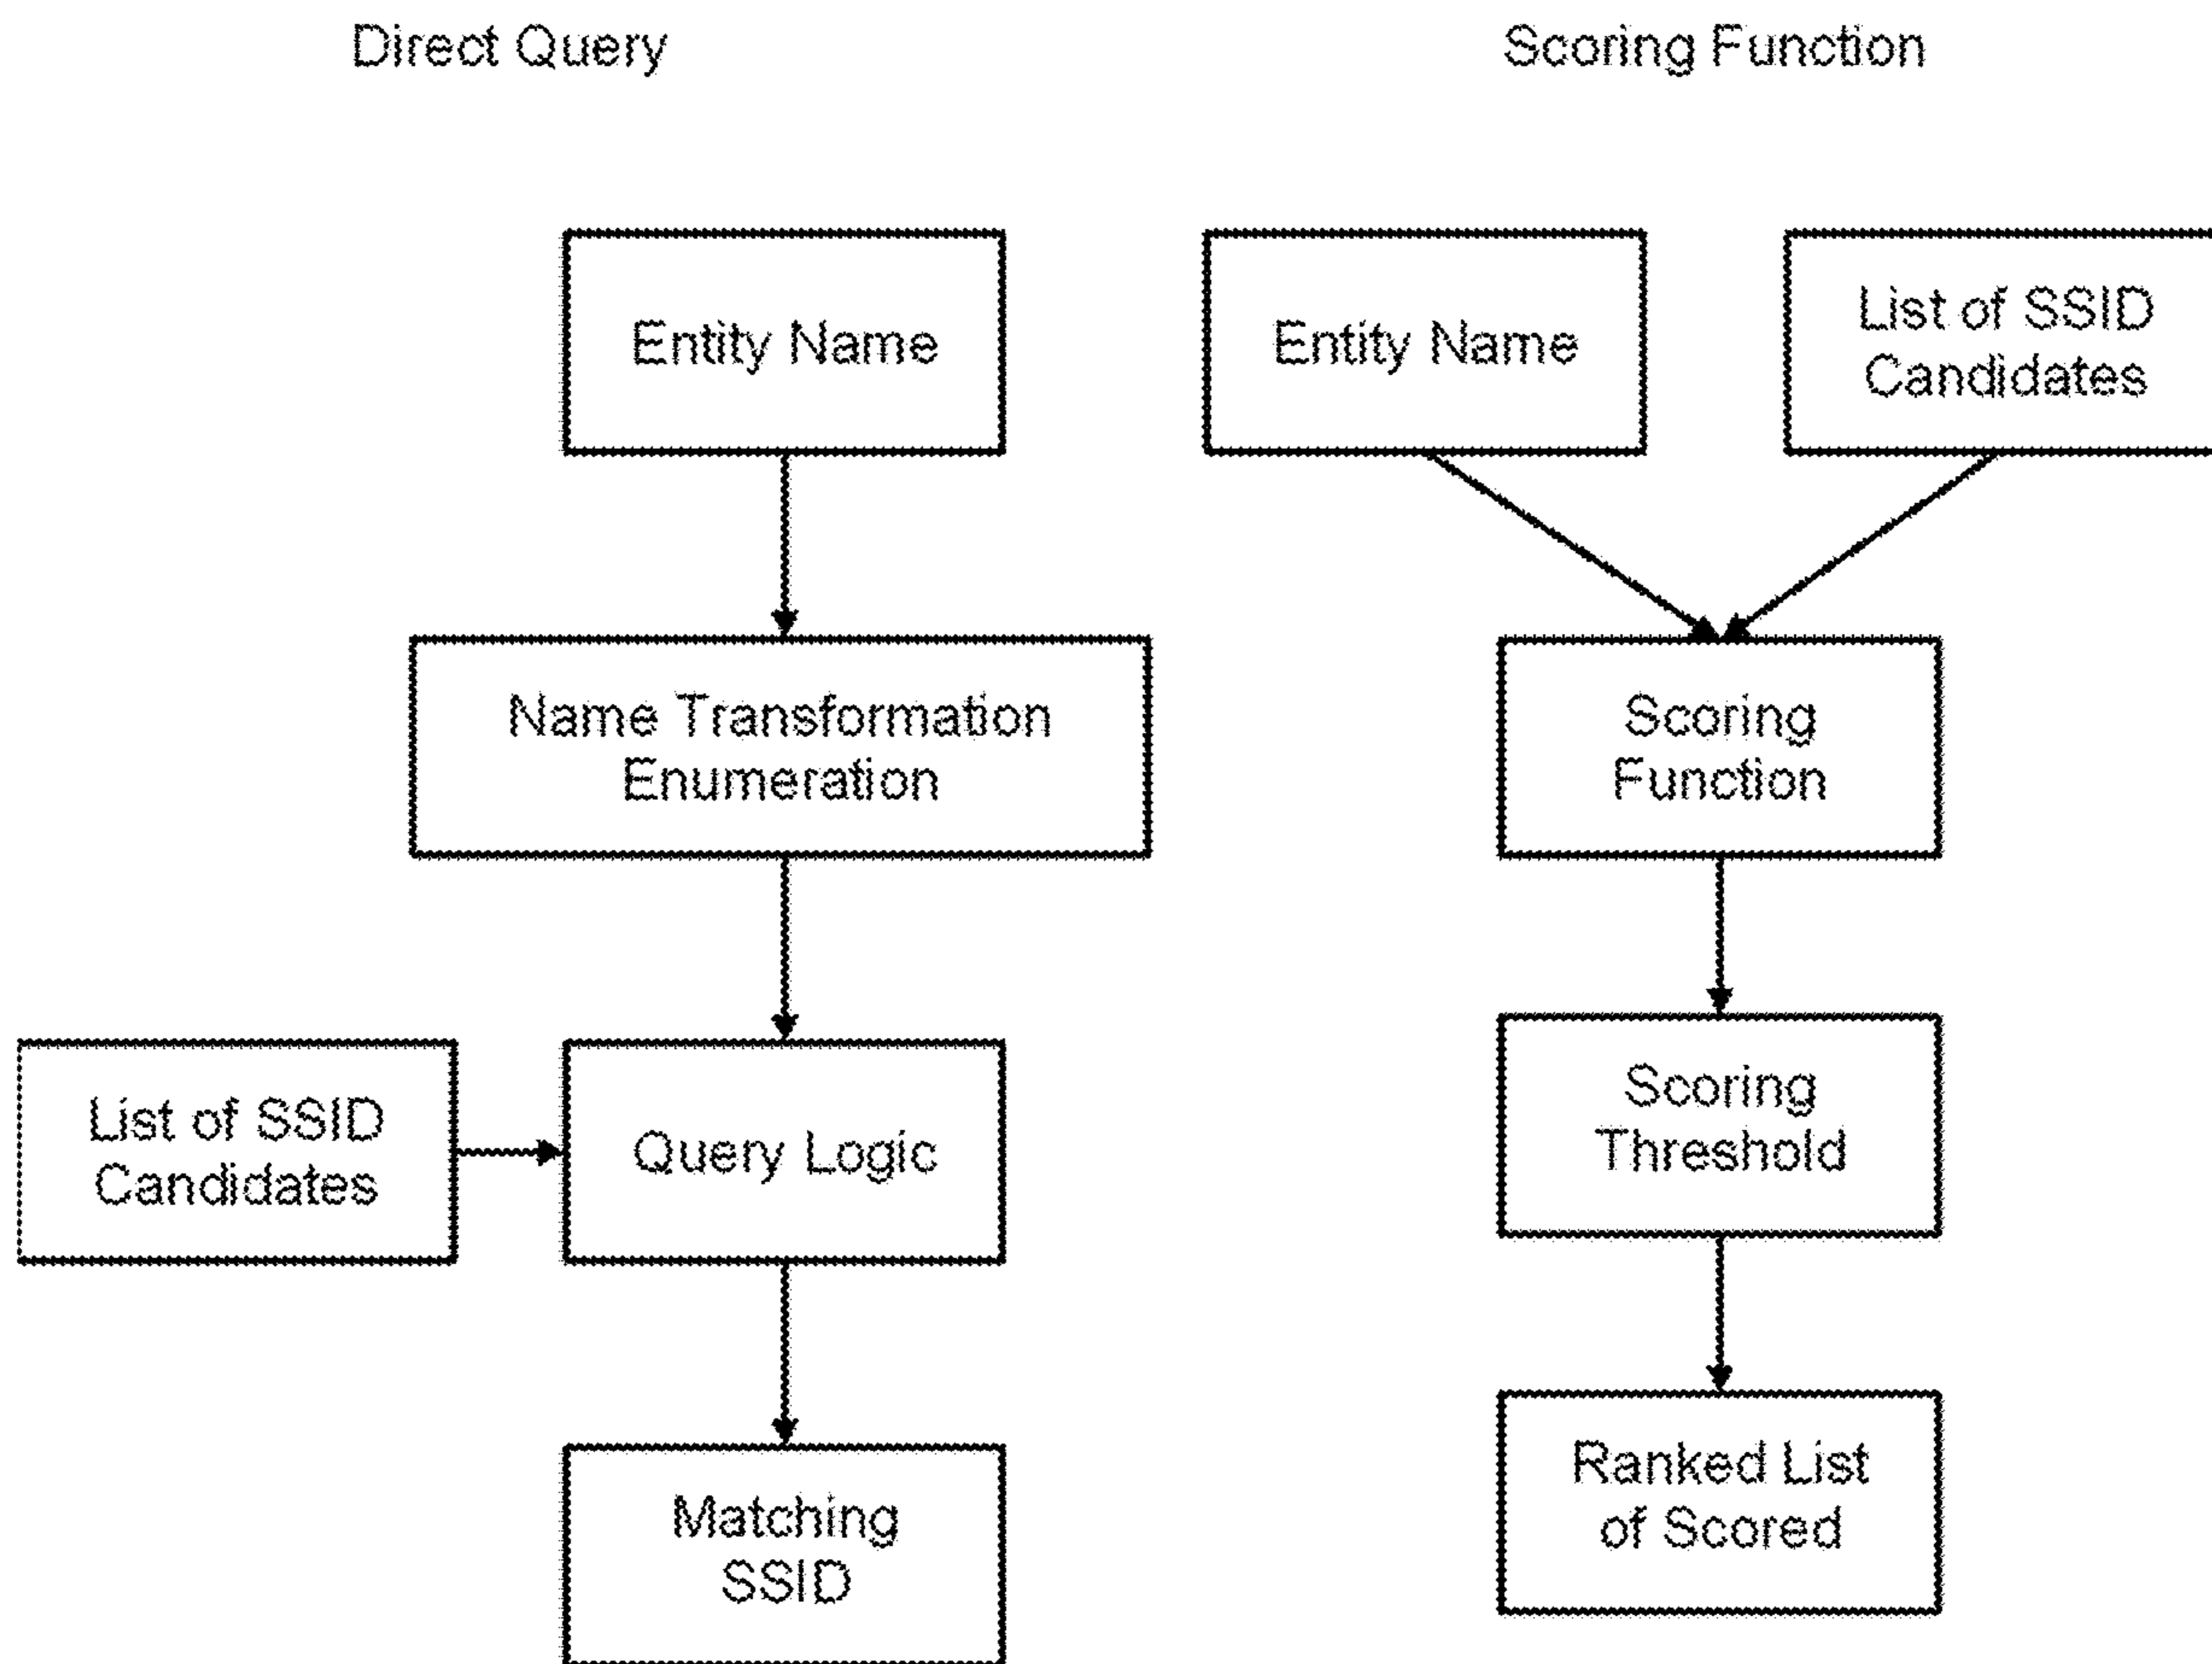 Direct Query
Entity Name
Name Transformation
Enumeration
List of SSID
Candidates
Query Logic
Matching
SSID
Scoring Function
Entity Name
List of SSID
Candidates
Scoring
Function
Scoring
Threshold
Ranked List
of Scored